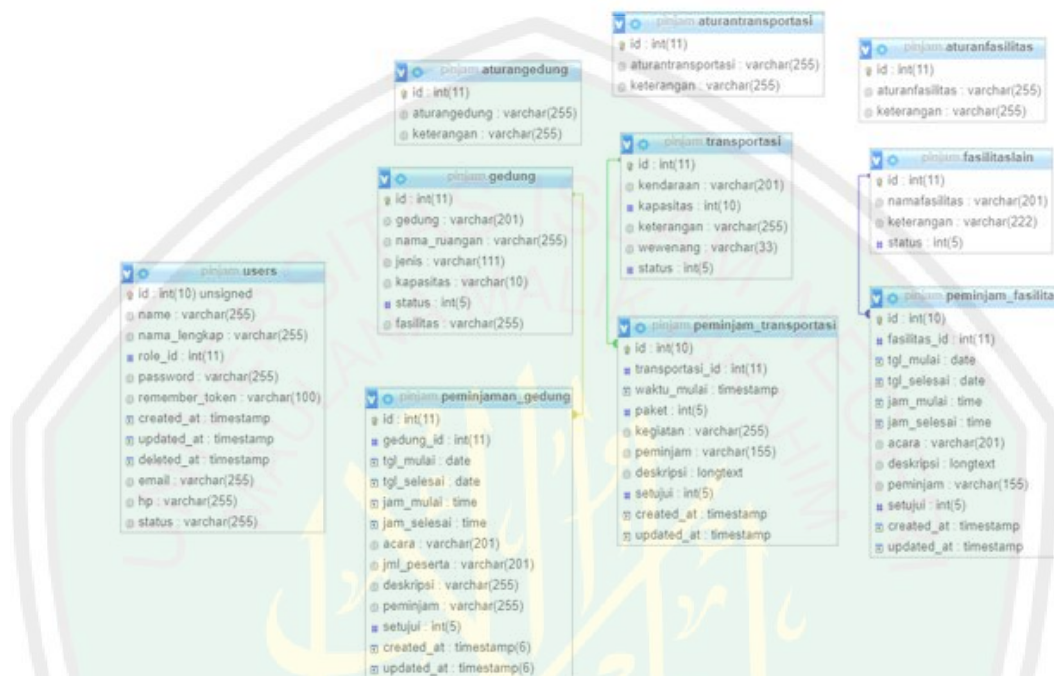 pinjam.aturantransportasi
id : int(11)
aturantransportasi : varchar(255)
keterangan : varchar(255)
pinjam.aturanfasilitas
id : int(11)
aturanfasilitas : varchar(255)
keterangan : varchar(255)
pinjam.aturangedung
id : int(11)
aturangedung : varchar(255)
keterangan : varchar(255)
pinjam.transportasi
id : int(11)
kendaraan : varchar(201)
kapasitas : int(10)
keterangan : varchar(255)
wewenang : varchar(33)
status : int(5)
pinjam.fasilitaslain
id : int(11)
namafasilitas : varchar(201)
keterangan : varchar(222)
status : int(5)
pinjam.gedung
id : int(11)
gedung : varchar(201)
nama_ruangan : varchar(255)
jenis : varchar(111)
kapasitas : varchar(10)
status : int(5)
fasilitas : varchar(255)
pinjam.users
id : int(10) unsigned
name : varchar(255)
nama_lengkap : varchar(255)
role_id : int(11)
password : varchar(255)
remember_token : varchar(100)
created_at : timestamp
updated_at : timestamp
deleted_at : timestamp
email : varchar(255)
hp : varchar(255)
status : varchar(255)
pinjam.peminjam_transportasi
id : int(10)
transportasi_id : int(11)
waktu_mulai : timestamp
paket : int(5)
kegiatan : varchar(255)
peminjam : varchar(155)
deskripsi : longtext
setujui : int(5)
created_at : timestamp
updated_at : timestamp
pinjam.peminjam_fasilita
id : int(10)
fasilitas_id : int(11)
tgl_mulai : date
tgl_selesai : date
jam_mulai : time
jam_selesai : time
acara : varchar(201)
deskripsi : longtext
peminjam : varchar(155)
setujui : int(5)
created_at : timestamp
updated_at : timestamp
pinjam.peminjaman_gedung
id : int(11)
gedung_id : int(11)
tgl_mulai : date
tgl_selesai : date
jam_mulai : time
jam_selesai : time
acara : varchar(201)
jml_peserta : varchar(201)
deskripsi : varchar(255)
peminjam : varchar(255)
setujui : int(5)
created_at : timestamp(6)
updated_at : timestamp(6)